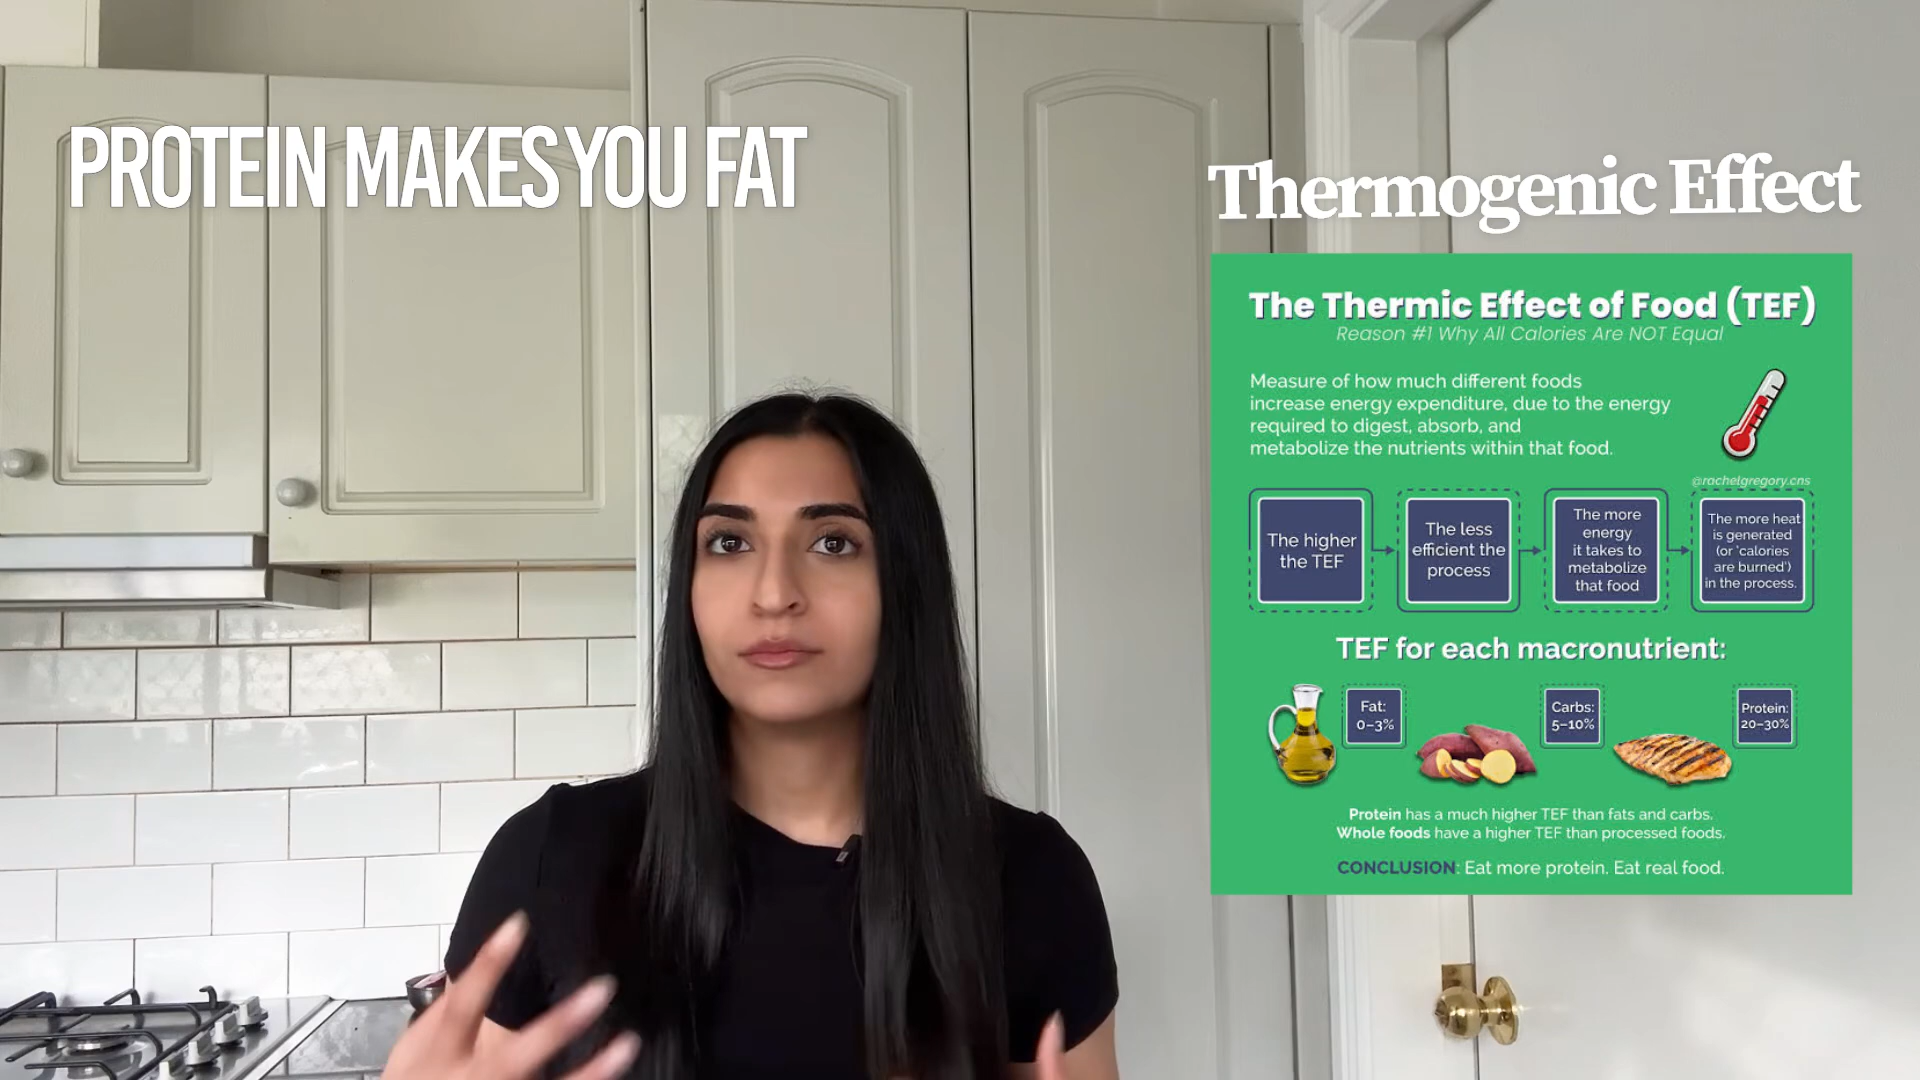 PROTEIN MAKES YOU FAT
Thermogenic Effect
The Thermic Effect of Food (TEF)
Reason #1 Why All Calories Are NOT Equal
Measure of how much different foods
increase energy expenditure, due to the energy
required to digest, absorb, and
metabolize the nutrients within that food.
@rachelgregory.cns
The higher
the TEF
The less
efficient the
process
The more
energy
it takes to
metabolize
that food
The more heat
is generated
(or 'calories
are burned')
in the process.
TEF for each macronutrient:
Fat:
0-3%
Carbs:
5-10%
Protein:
20-30%
Protein has a much higher TEF than fats and carbs.
Whole foods have a higher TEF than processed foods.
CONCLUSION: Eat more protein. Eat real food.